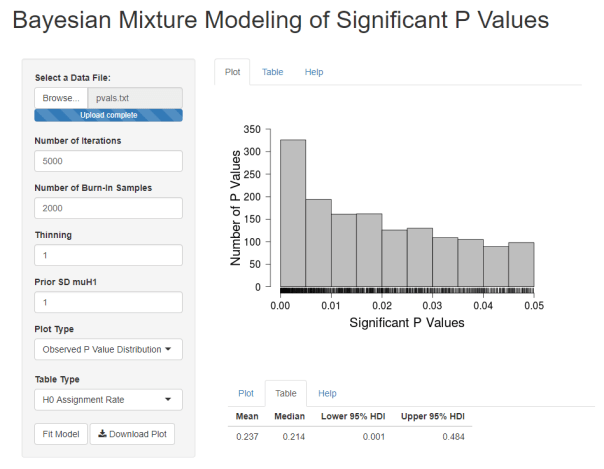 Bayesian Mixture Modeling of Significant P Values
Select a Data File:
Browse... pvals.txt
Upload complete
Number of Iterations
5000
Number of Burn-In Samples
2000
Thinning
1
Prior SD muH1
1
Plot Type
Observed P Value Distribution
Table Type
H0 Assignment Rate
Fit Model Download Plot
Plot Table Help
Number of P Values
350
300
250
200
150
100
50
0
0.00 0.01 0.02 0.03 0.04 0.05
Significant P Values
Plot Table Help
Mean Median Lower 95% HDI Upper 95% HDI
0.237 0.214 0.001 0.484